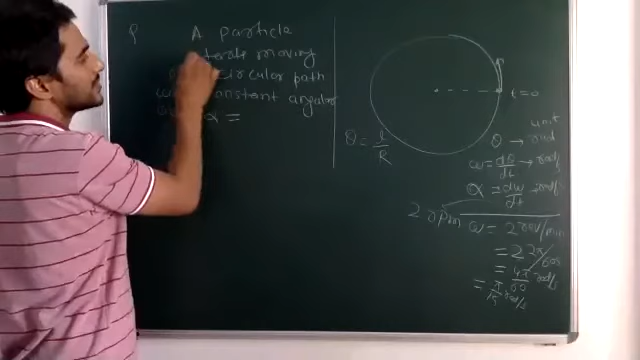 Q A particle
starts moving
circular path
constant angular
α =
t=0
unit
θ = l/R
θ → rad
ω = dθ/dt → rad/s
α = dω/dt → rad/s
2 rpm ω = 2 rev/min
= 2 2π/60s
= 4π/60 rad/s
= π/15 rad/s